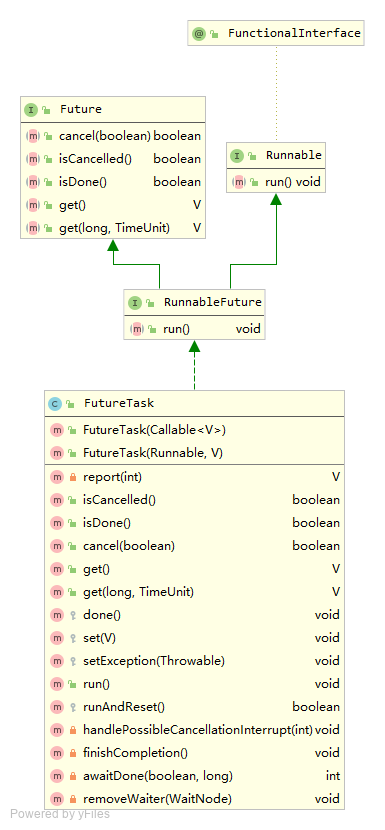 @ FunctionalInterface
I Future
m cancel(boolean) boolean
m isCancelled() boolean
m isDone() boolean
m get() V
m get(long, TimeUnit) V
I Runnable
m run() void
I RunnableFuture
m run() void
C FutureTask
m FutureTask(Callable<V>)
m FutureTask(Runnable, V)
m report(int) V
m isCancelled() boolean
m isDone() boolean
m cancel(boolean) boolean
m get() V
m get(long, TimeUnit) V
m done() void
m set(V) void
m setException(Throwable) void
m run() void
m runAndReset() boolean
m handlePossibleCancellationInterrupt(int) void
m finishCompletion() void
m awaitDone(boolean, long) int
m removeWaiter(WaitNode) void
Powered by yFiles